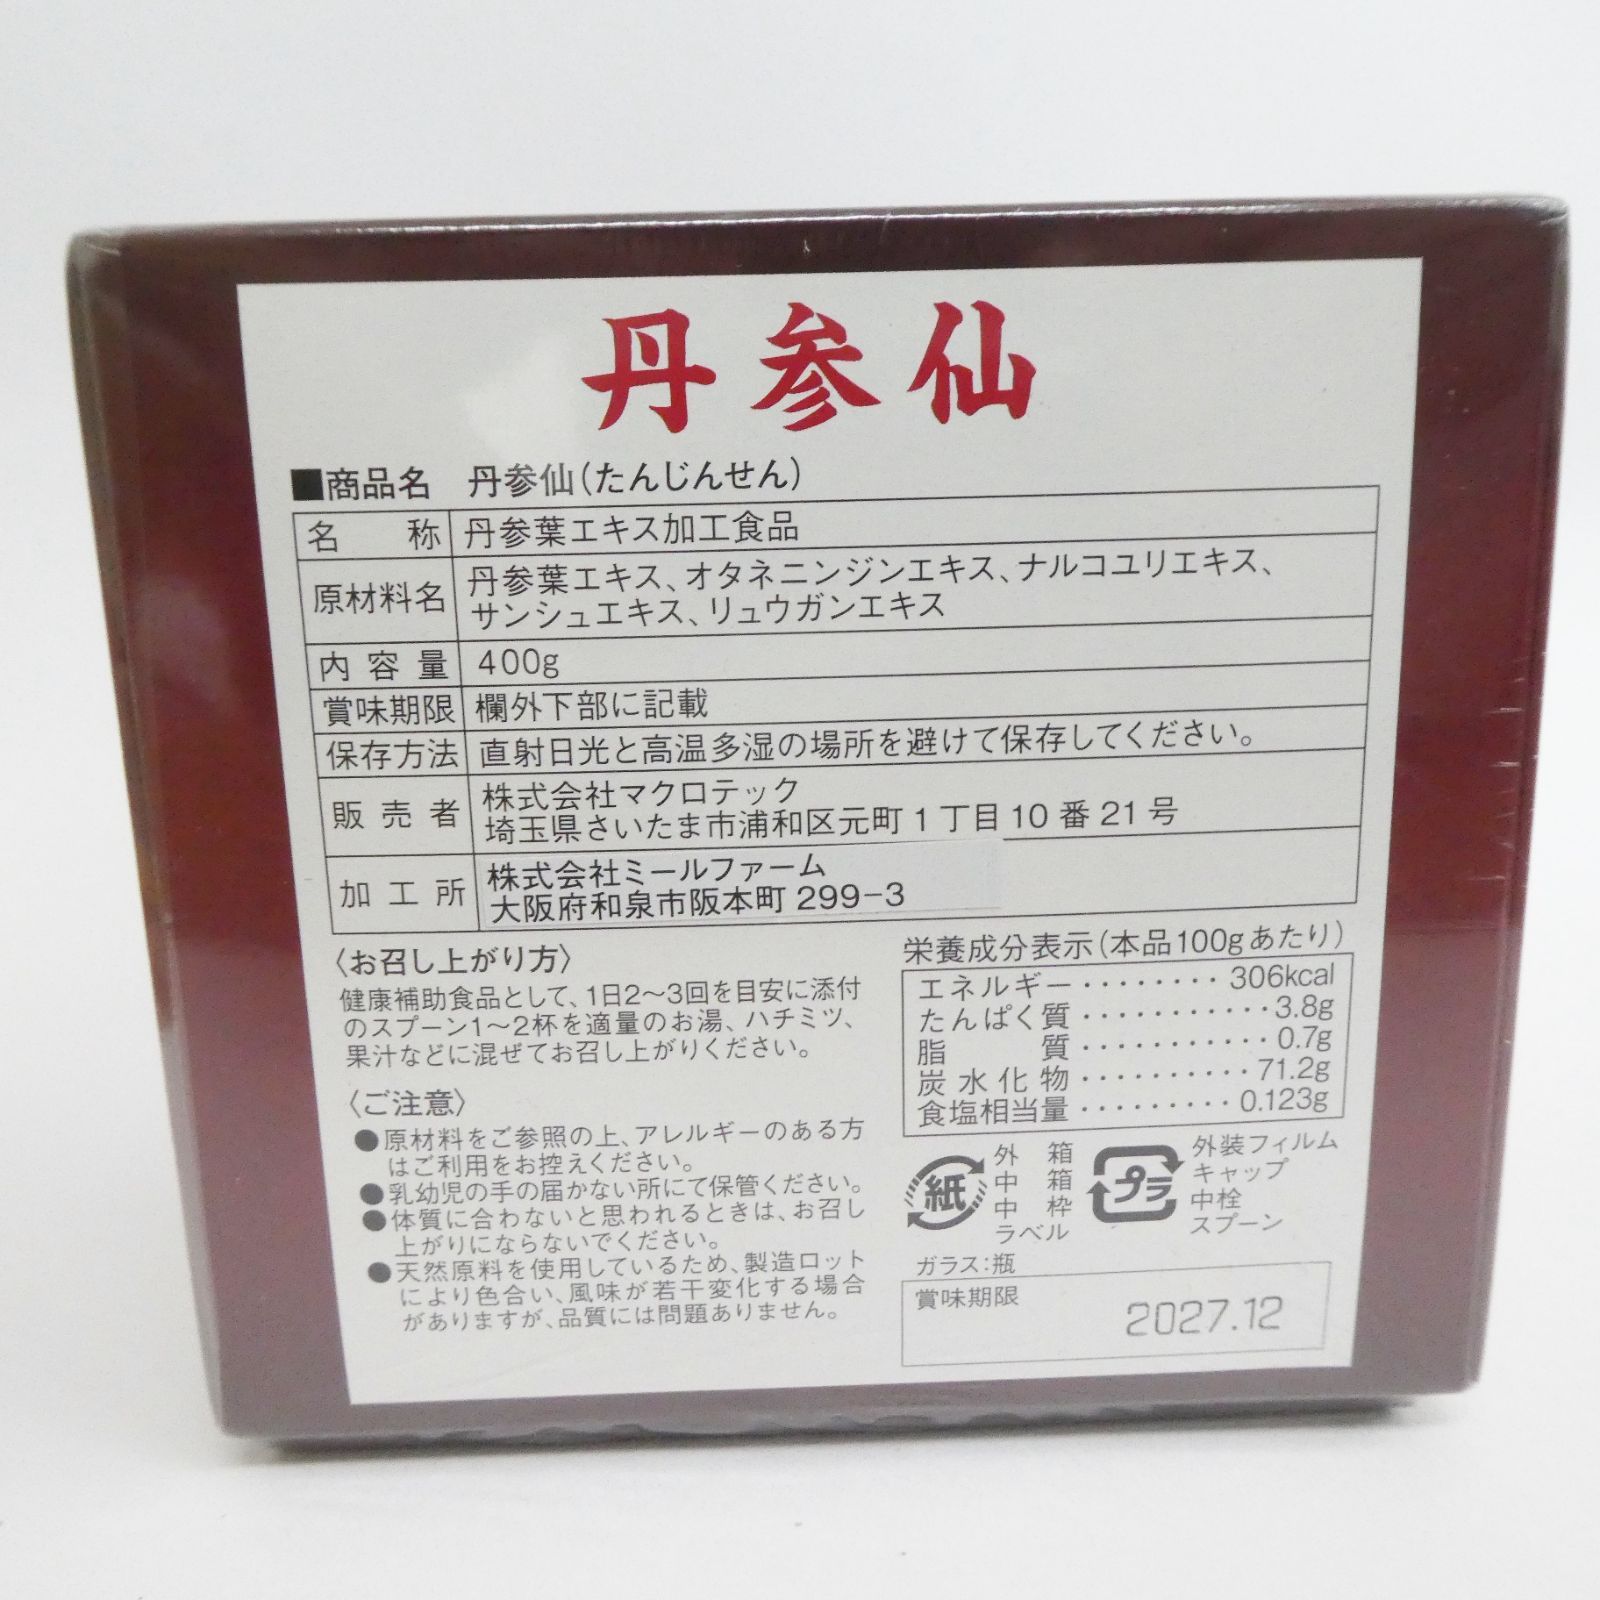 丹参仙
■商品名 丹参仙(たんじんせん)
名称 丹参葉エキス加工食品
原材料名 丹参葉エキス、オタネニンジンエキス、ナルコユリエキス、
サンシュエキス、リュウガンエキス
内容量 400g
賞味期限 欄外下部に記載
保存方法 直射日光と高温多湿の場所を避けて保存してください。
販売者 株式会社マクロテック
埼玉県さいたま市浦和区元町1丁目10番21号
加工所 株式会社ミールファーム
大阪府和泉市阪本町299-3
〈お召し上がり方〉
健康補助食品として、1日2〜3回を目安に添付
のスプーン1〜2杯を適量のお湯、ハチミツ、
果汁などに混ぜてお召し上がりください。
〈ご注意〉
●原材料をご参照の上、アレルギーのある方
はご利用をお控えください。
●乳幼児の手の届かない所にて保管ください。
●体質に合わないと思われるときは、お召し
上がりにならないでください。
●天然原料を使用しているため、製造ロット
により色合い、風味が若干変化する場合
がありますが、品質には問題ありません。
栄養成分表示(本品100gあたり)
エネルギー・・・・・・・・306kcal
たんぱく質・・・・・・・・・・・3.8g
脂質・・・・・・・・・・・0.7g
炭水化物・・・・・・・・・・71.2g
食塩相当量・・・・・・・・・0.123g
紙
外箱
中箱
中枠
ラベル
プラ
外装フィルム
キャップ
中栓
スプーン
ガラス:瓶
賞味期限
2027.12